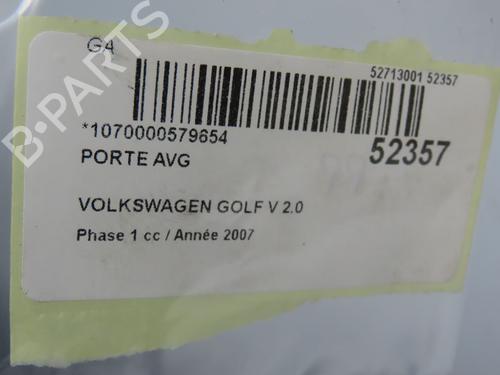 G4
52713001 52357
*1070000579654
52357
PORTE AVG
VOLKSWAGEN GOLF V 2.0
Phase 1 cc / Année 2007
B-PARTS